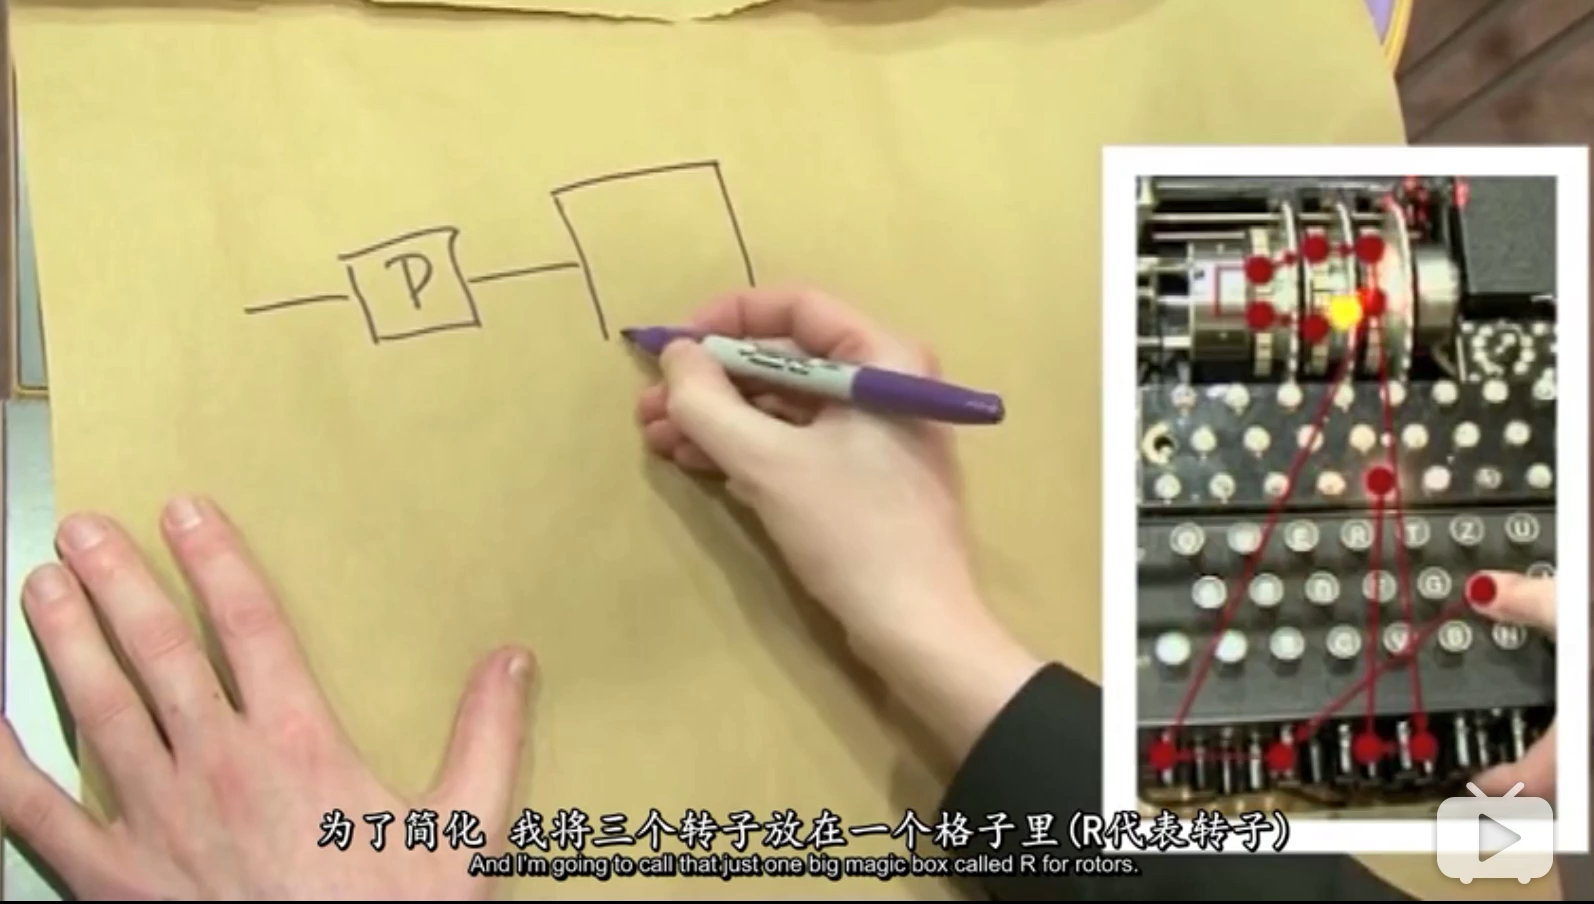 P
Q E R T Z U
G
C V B N
为了简化 我将三个转子放在一个格子里(R代表转子)
And I'm going to call that just one big magic box called R for rotors.